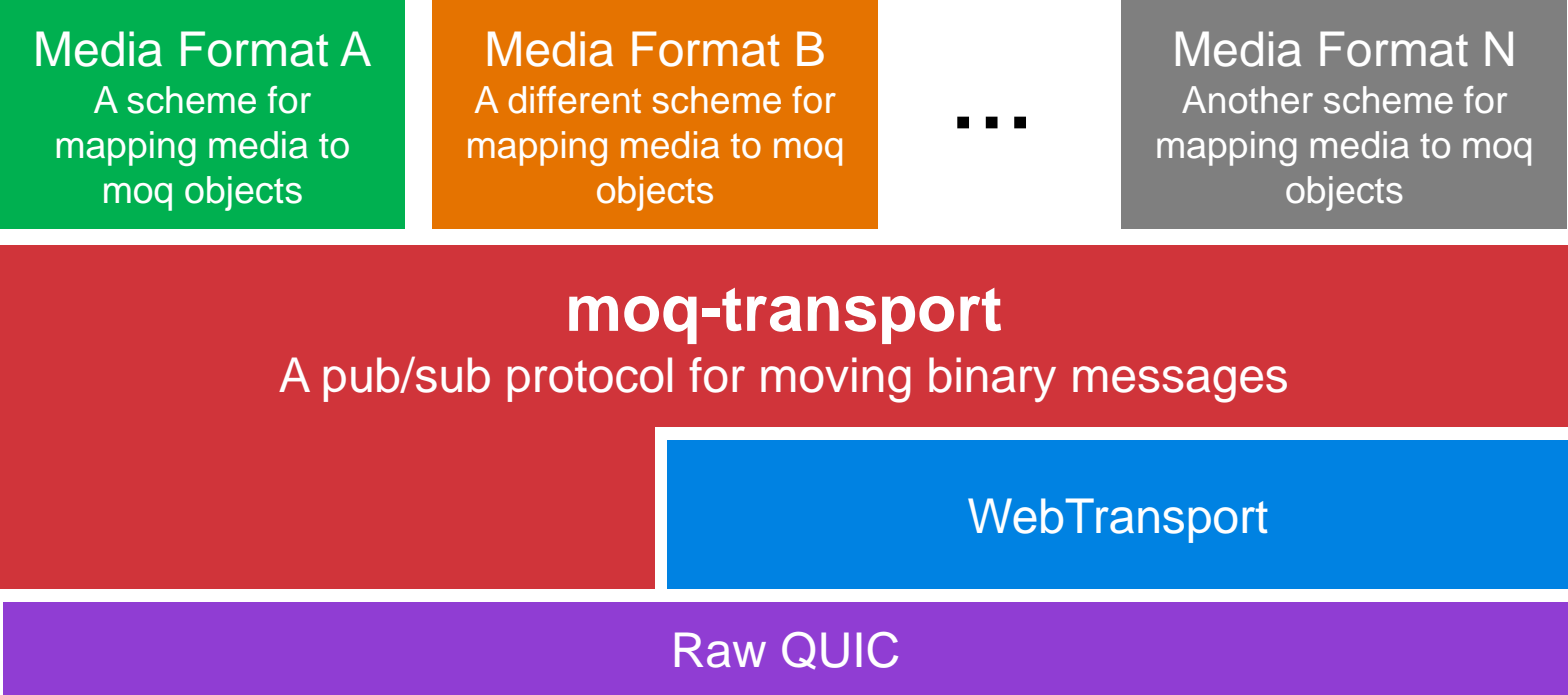 Media Format A
A scheme for
mapping media to
moq objects
Media Format B
A different scheme for
mapping media to moq
objects
...
Media Format N
Another scheme for
mapping media to moq
objects
moq-transport
A pub/sub protocol for moving binary messages
WebTransport
Raw QUIC